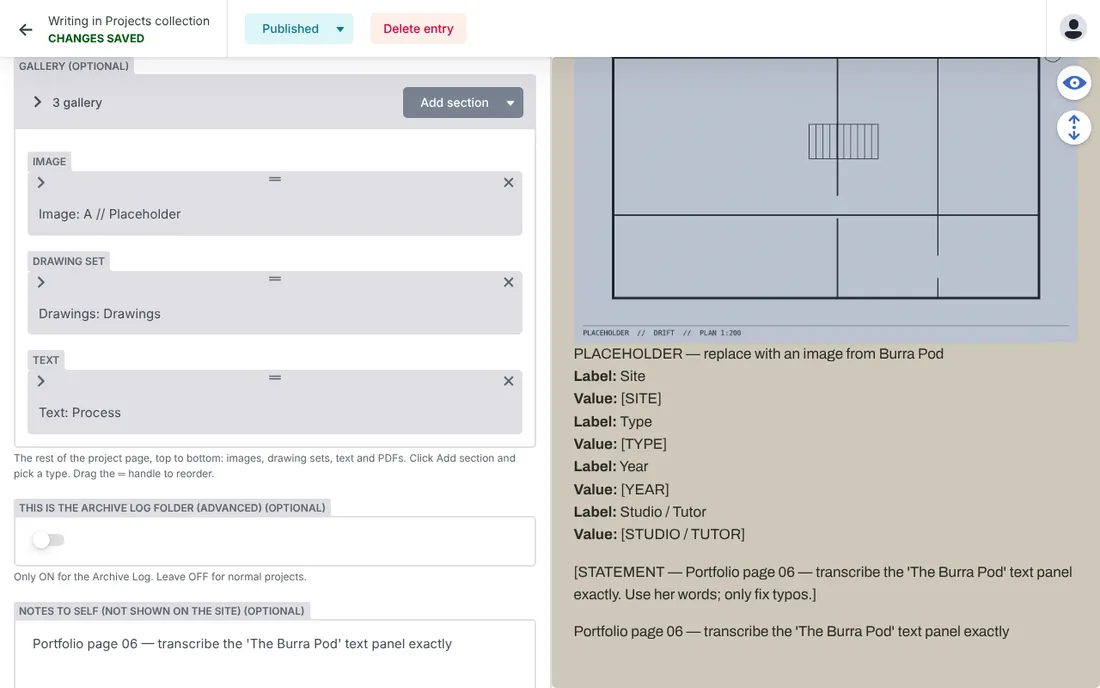 Writing in Projects collection
CHANGES SAVED
Published
Delete entry
GALLERY (OPTIONAL)
3 gallery
Add section
IMAGE
Image: A // Placeholder
DRAWING SET
Drawings: Drawings
TEXT
Text: Process
The rest of the project page, top to bottom: images, drawing sets, text and PDFs. Click Add section and
pick a type. Drag the ═ handle to reorder.
THIS IS THE ARCHIVE LOG FOLDER (ADVANCED) (OPTIONAL)
Only ON for the Archive Log. Leave OFF for normal projects.
NOTES TO SELF (NOT SHOWN ON THE SITE) (OPTIONAL)
Portfolio page 06 — transcribe the 'The Burra Pod' text panel exactly
PLACEHOLDER // DRIFT // PLAN 1:200
PLACEHOLDER — replace with an image from Burra Pod
Label: Site
Value: [SITE]
Label: Type
Value: [TYPE]
Label: Year
Value: [YEAR]
Label: Studio / Tutor
Value: [STUDIO / TUTOR]
[STATEMENT — Portfolio page 06 — transcribe the 'The Burra Pod' text panel
exactly. Use her words; only fix typos.]
Portfolio page 06 — transcribe the 'The Burra Pod' text panel exactly